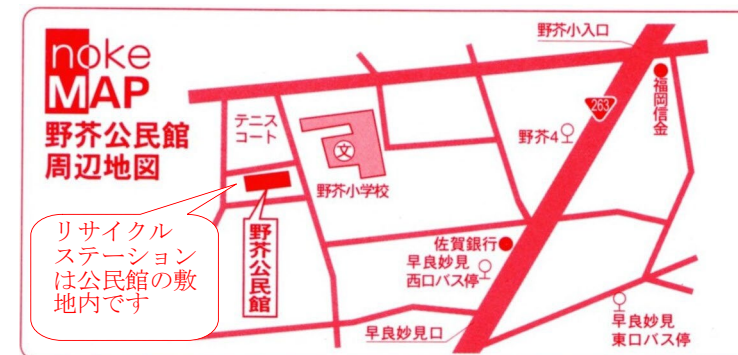 noke
MAP
野芥公民館
周辺地図
野芥小入口
263
福岡信金
野芥4
テニス
コート
文
野芥小学校
野芥公民館
リサイクル
ステーション
は公民館の敷
地内です
佐賀銀行
早良妙見
西口バス停
早良妙見口
早良妙見
東口バス停